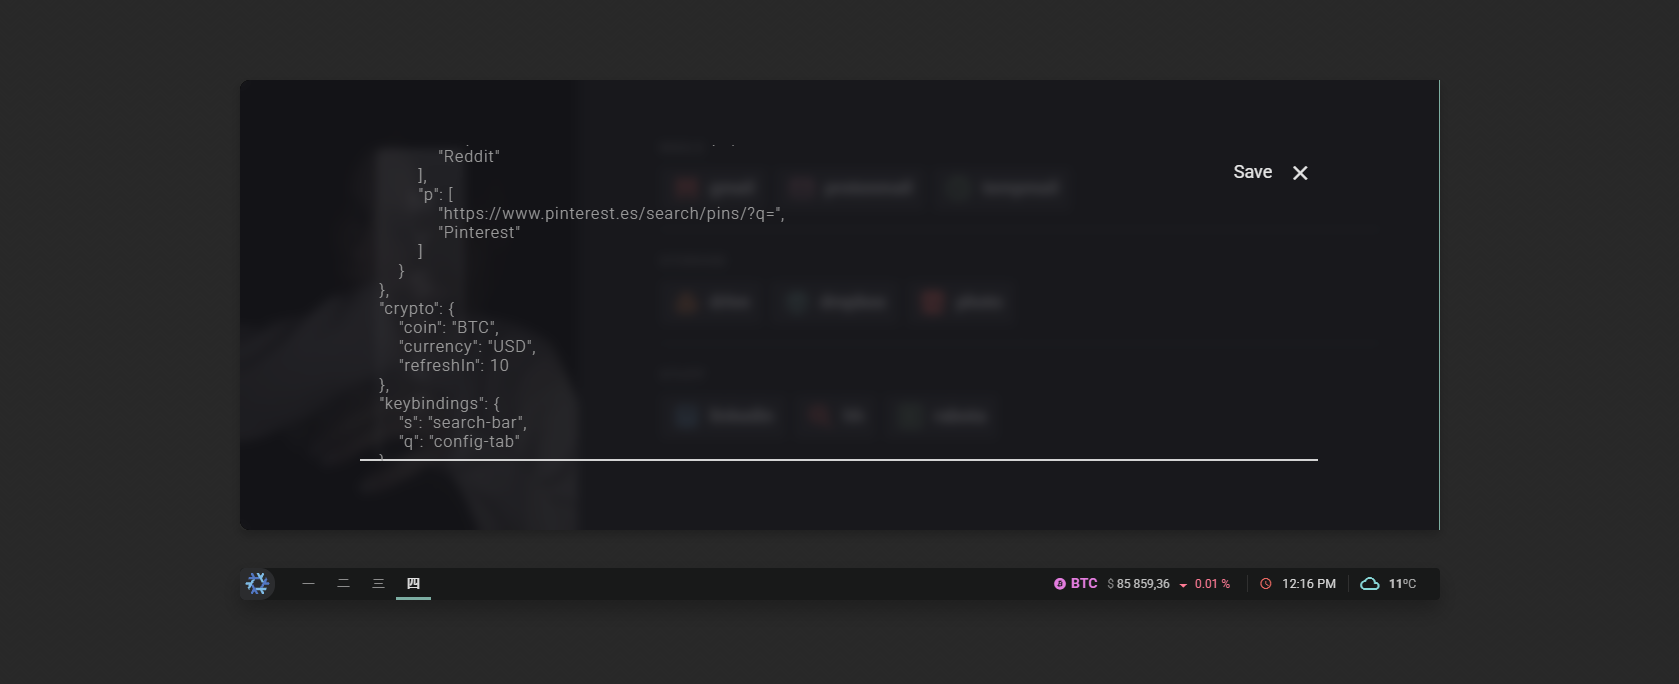 "Reddit"
],
"p": [
"https://www.pinterest.es/search/pins/?q=",
"Pinterest"
]
}
},
"crypto": {
"coin": "BTC",
"currency": "USD",
"refreshIn": 10
},
"keybindings": {
"s": "search-bar",
"q": "config-tab"
Save ×
一 二 三 四
BTC $ 85 859,36 0.01 % 12:16 PM 11ºC